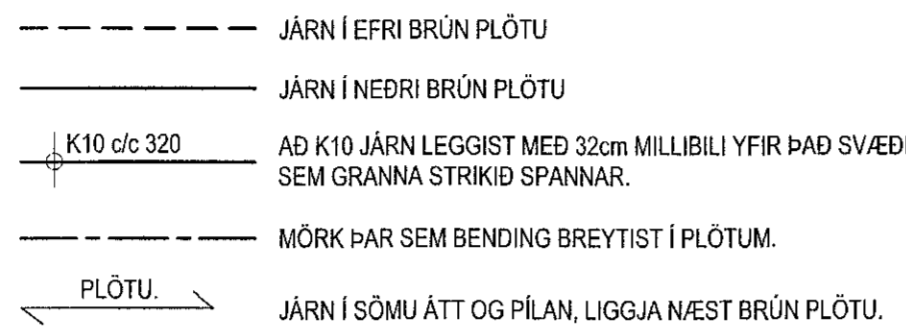 JÁRN Í EFRI BRÚN PLÖTU
JÁRN Í NEÐRI BRÚN PLÖTU
K10 c/c 320
AÐ K10 JÁRN LEGGIST MEÐ 32cm MILLIBILI YFIR ÞAÐ SVÆÐI
SEM GRANNA STRIKIÐ SPANNAR.
MÖRK ÞAR SEM BENDING BREYTIST Í PLÖTUM.
PLÖTU.
JÁRN Í SÖMU ÁTT OG PÍLAN, LIGGJA NÆST BRÚN PLÖTU.